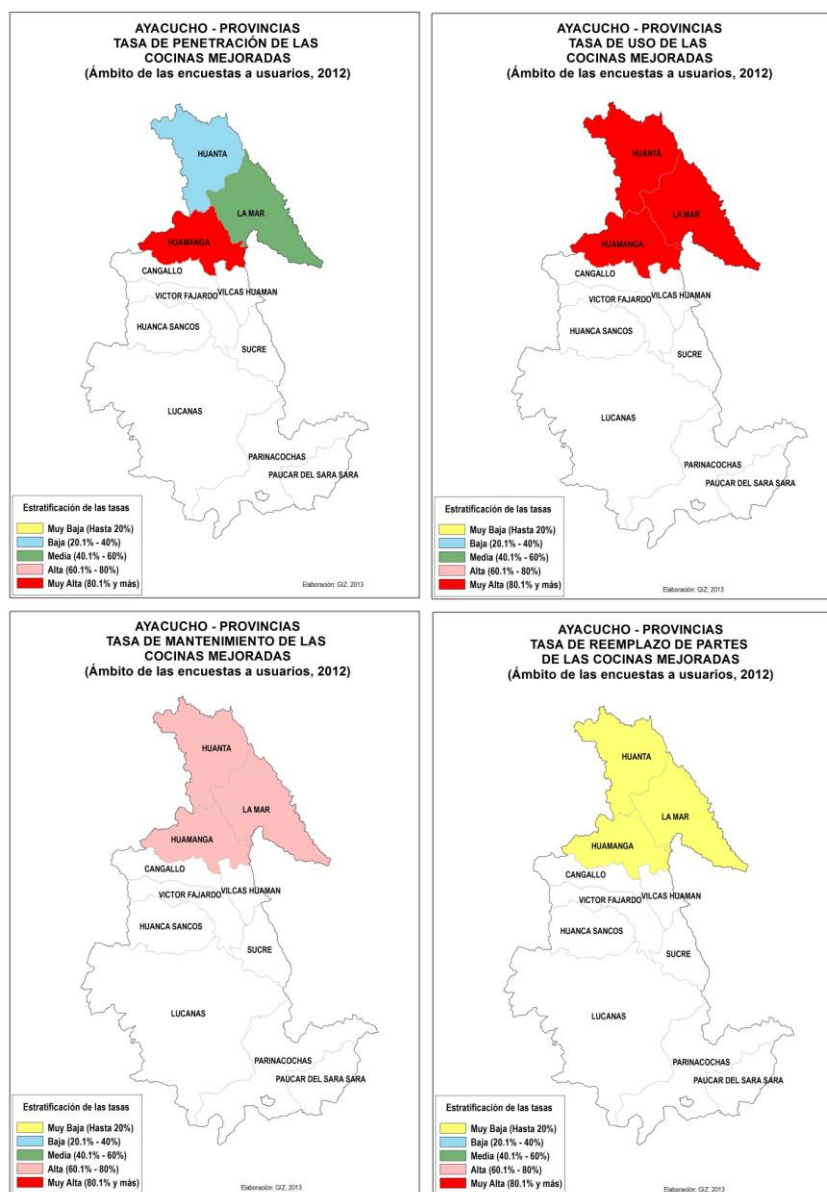 AYACUCHO - PROVINCIAS
TASA DE PENETRACIÓN DE LAS
COCINAS MEJORADAS
(Ámbito de las encuestas a usuarios, 2012)
HUANTA
LA MAR
HUAMANGA
CANGALLO
VICTOR FAJARDO
VILCAS HUAMAN
HUANCA SANCOS
SUCRE
LUCANAS
PARINACOCHAS
PAUCAR DEL SARA SARA
Estratificación de las tasas
Muy Baja (Hasta 20%)
Baja (20.1% - 40%)
Media (40.1% - 60%)
Alta (60.1% - 80%)
Muy Alta (80.1% y más)
Elaboración: GIZ, 2013
AYACUCHO - PROVINCIAS
TASA DE USO DE LAS
COCINAS MEJORADAS
(Ámbito de las encuestas a usuarios, 2012)
HUANTA
LA MAR
HUAMANGA
CANGALLO
VICTOR FAJARDO
VILCAS HUAMAN
HUANCA SANCOS
SUCRE
LUCANAS
PARINACOCHAS
PAUCAR DEL SARA SARA
Estratificación de las tasas
Muy Baja (Hasta 20%)
Baja (20.1% - 40%)
Media (40.1% - 60%)
Alta (60.1% - 80%)
Muy Alta (80.1% y más)
Elaboración: GIZ, 2013
AYACUCHO - PROVINCIAS
TASA DE MANTENIMIENTO DE LAS
COCINAS MEJORADAS
(Ámbito de las encuestas a usuarios, 2012)
HUANTA
LA MAR
HUAMANGA
CANGALLO
VICTOR FAJARDO
VILCAS HUAMAN
HUANCA SANCOS
SUCRE
LUCANAS
PARINACOCHAS
PAUCAR DEL SARA SARA
Estratificación de las tasas
Muy Baja (Hasta 20%)
Baja (20.1% - 40%)
Media (40.1% - 60%)
Alta (60.1% - 80%)
Muy Alta (80.1% y más)
Elaboración: GIZ, 2013
AYACUCHO - PROVINCIAS
TASA DE REEMPLAZO DE PARTES
DE LAS COCINAS MEJORADAS
(Ámbito de las encuestas a usuarios, 2012)
HUANTA
LA MAR
HUAMANGA
CANGALLO
VICTOR FAJARDO
VILCAS HUAMAN
HUANCA SANCOS
SUCRE
LUCANAS
PARINACOCHAS
PAUCAR DEL SARA SARA
Estratificación de las tasas
Muy Baja (Hasta 20%)
Baja (20.1% - 40%)
Media (40.1% - 60%)
Alta (60.1% - 80%)
Muy Alta (80.1% y más)
Elaboración: GIZ, 2013